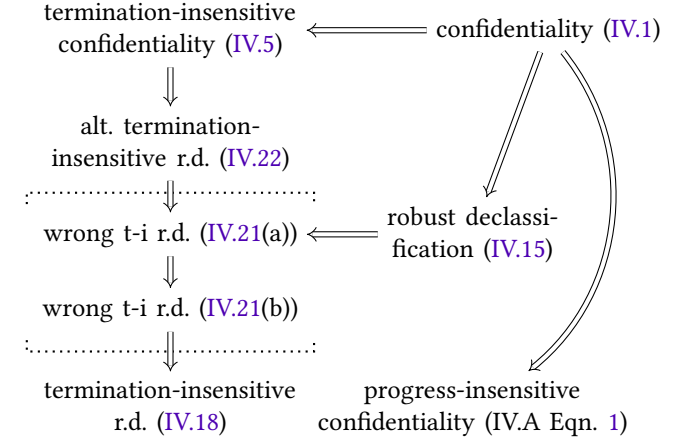 termination-insensitive
confidentiality (IV.5)
confidentiality (IV.1)
alt. termination-
insensitive r.d. (IV.22)
wrong t-i r.d. (IV.21(a))
robust declassi-
fication (IV.15)
wrong t-i r.d. (IV.21(b))
termination-insensitive
r.d. (IV.18)
progress-insensitive
confidentiality (IV.A Eqn. 1)